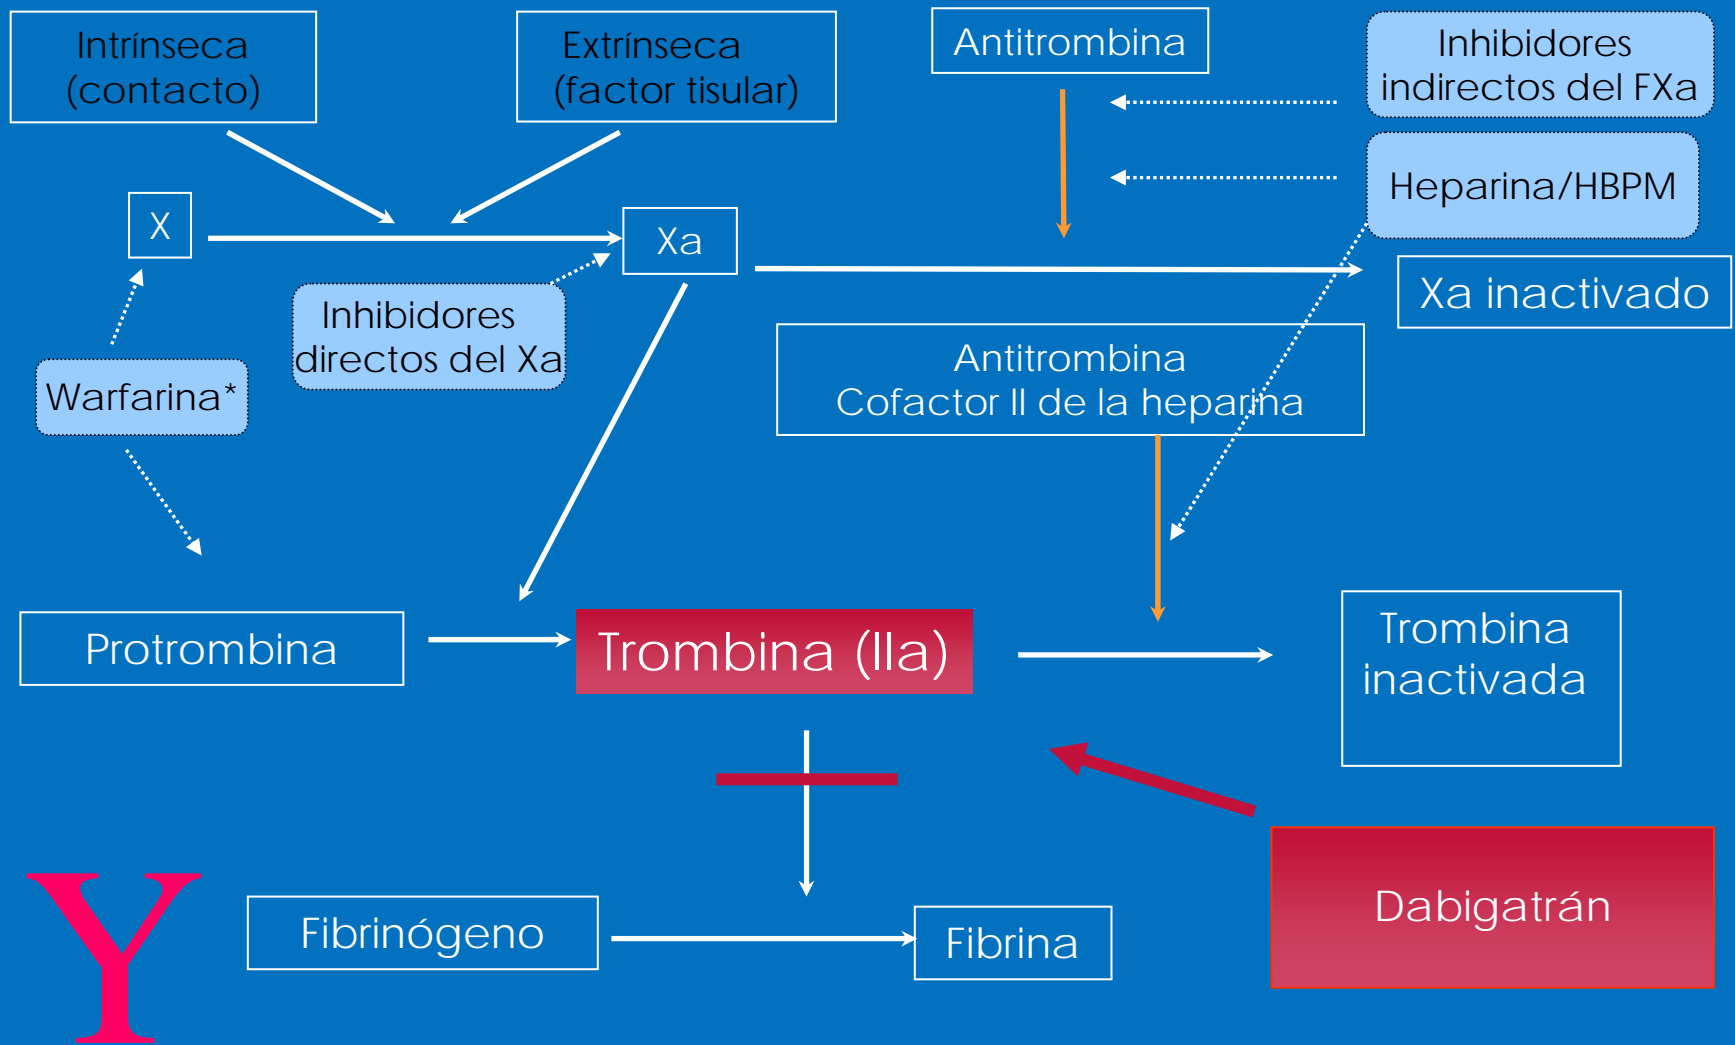 Intrínseca
(contacto)
Extrínseca
(factor tisular)
Antitrombina
Inhibidores
indirectos del FXa
Heparina/HBPM
X
Xa
Xa inactivado
Inhibidores
directos del Xa
Warfarina*
Antitrombina
Cofactor II de la heparina
Protrombina
Trombina (IIa)
Trombina
inactivada
Dabigatrán
Fibrinógeno
Fibrina
Y